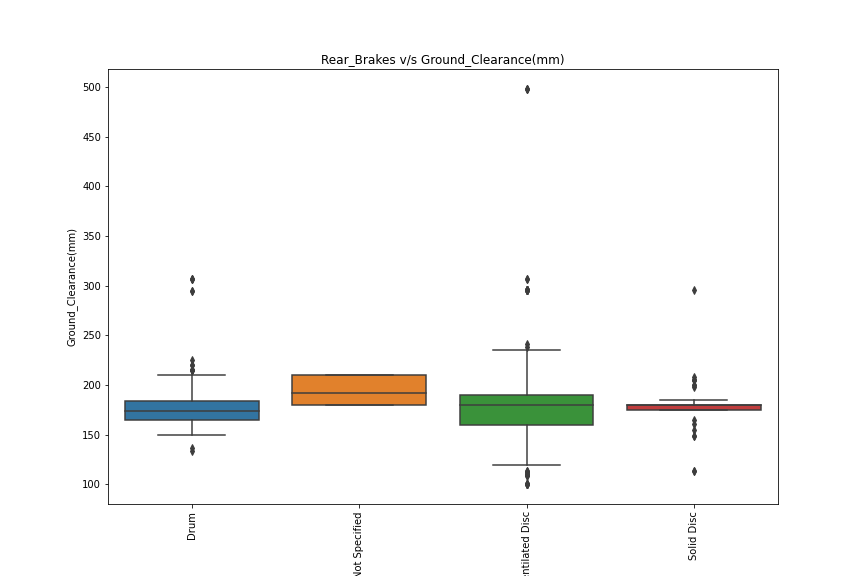 Rear_Brakes v/s Ground_Clearance(mm)
500
450
400
350
300
250
200
150
100
Ground_Clearance(mm)
Drum
Not Specified
entilated Disc
Solid Disc